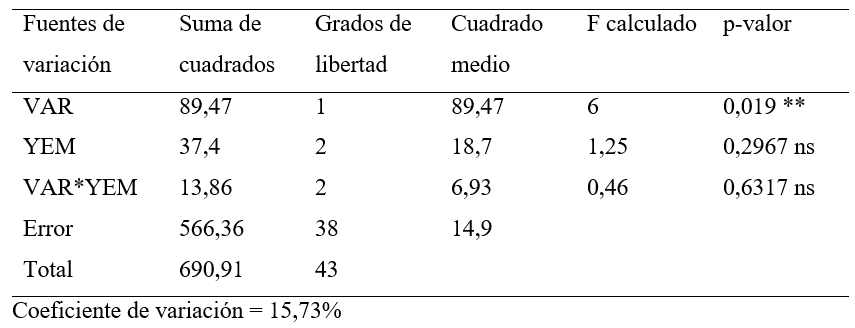 Fuentes de variación Suma de cuadrados Grados de libertad Cuadrado medio F calculado p-valor
VAR 89,47 1 89,47 6 0,019 **
YEM 37,4 2 18,7 1,25 0,2967 ns
VAR*YEM 13,86 2 6,93 0,46 0,6317 ns
Error 566,36 38 14,9
Total 690,91 43
Coeficiente de variación = 15,73%